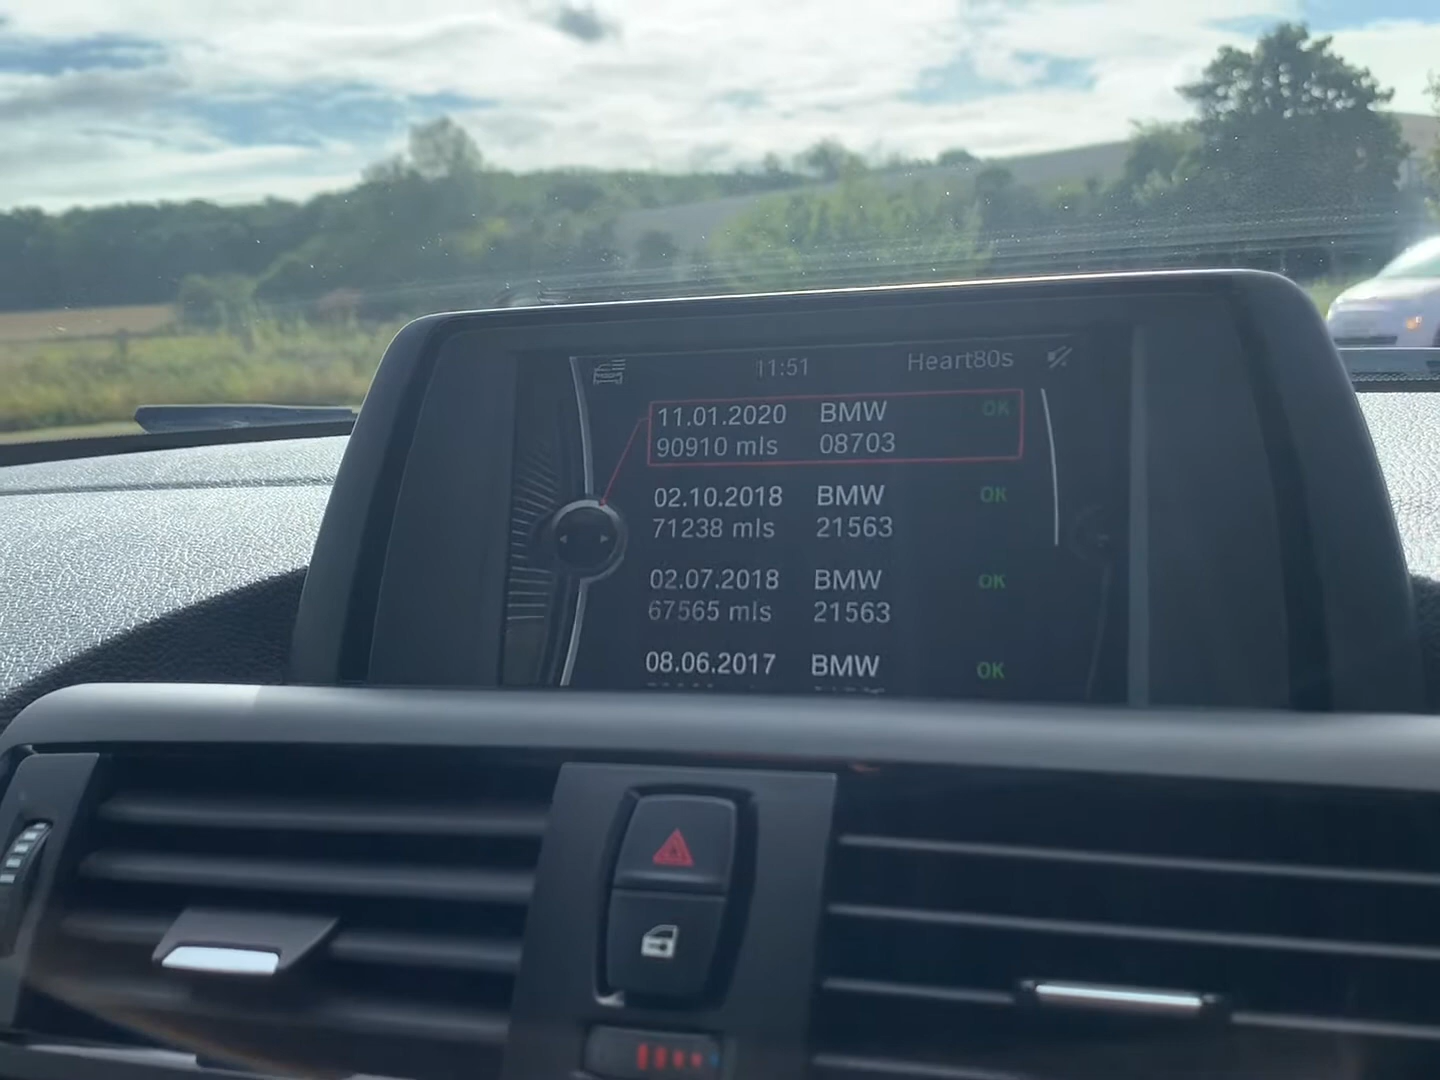 11:51 Heart80s
11.01.2020 BMW OK
90910 mls 08703
02.10.2018 BMW OK
71238 mls 21563
02.07.2018 BMW OK
67565 mls 21563
08.06.2017 BMW OK